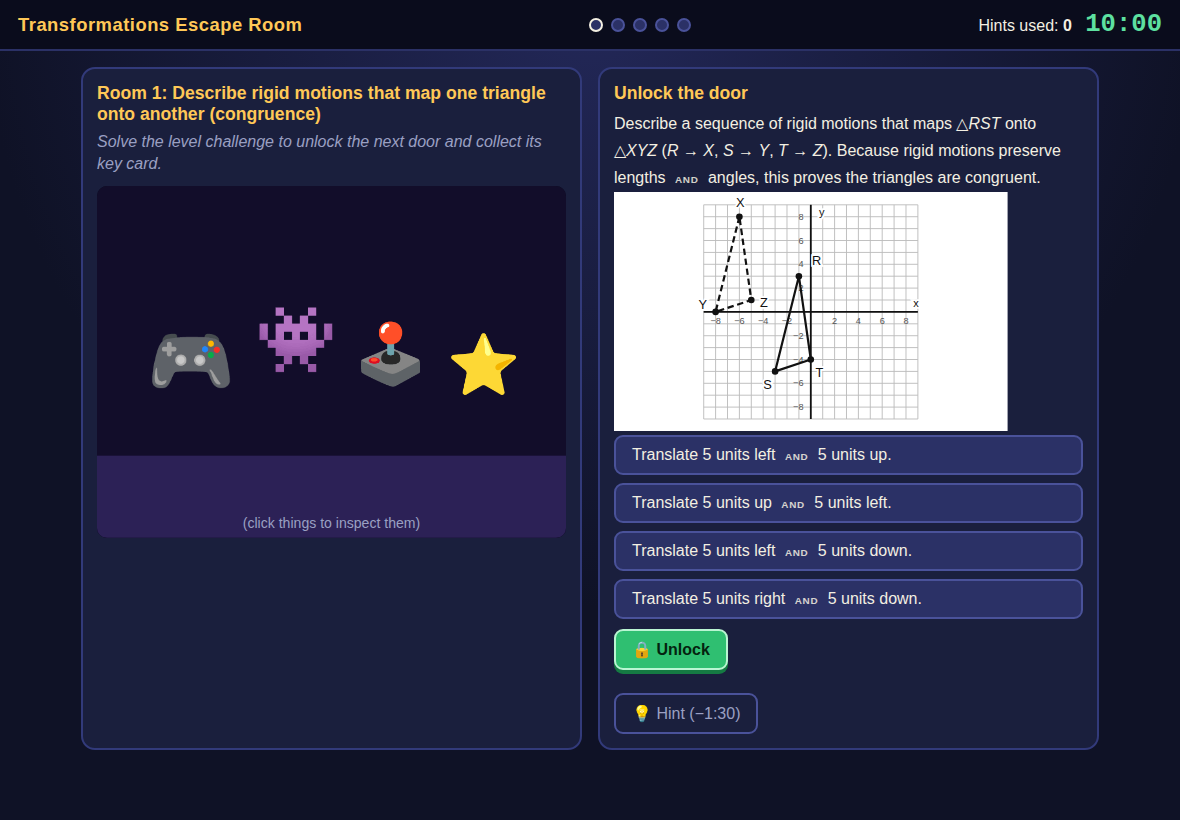 Transformations Escape Room
Hints used: 0 10:00
Room 1: Describe rigid motions that map one triangle
onto another (congruence)
Solve the level challenge to unlock the next door and collect its
key card.
(click things to inspect them)
Unlock the door
Describe a sequence of rigid motions that maps △RST onto
△XYZ (R → X, S → Y, T → Z). Because rigid motions preserve
lengths AND angles, this proves the triangles are congruent.
X
8
y
6
4
R
2
Y
Z
x
−8 −6 −4 −2 2 4 6 8
−2
−4
T
S
−6
−8
Translate 5 units left AND 5 units up.
Translate 5 units up AND 5 units left.
Translate 5 units left AND 5 units down.
Translate 5 units right AND 5 units down.
🔒 Unlock
💡 Hint (−1:30)